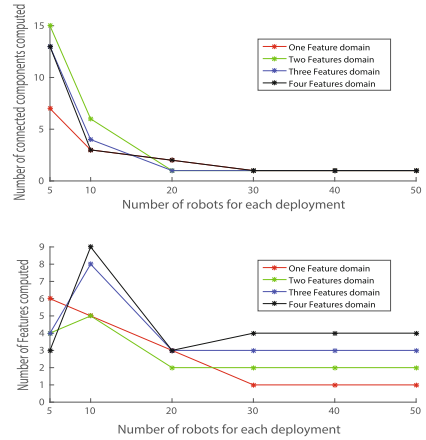 Number of connected components computed
15
10
5
0
5
10
20
30
40
50
Number of robots for each deployment
One Feature domain
Two Features domain
Three Features domain
Four Features domain
Number of Features computed
9
8
7
6
5
4
3
2
1
0
5
10
20
30
40
50
Number of robots for each deployment
One Feature domain
Two Features domain
Three Features domain
Four Features domain